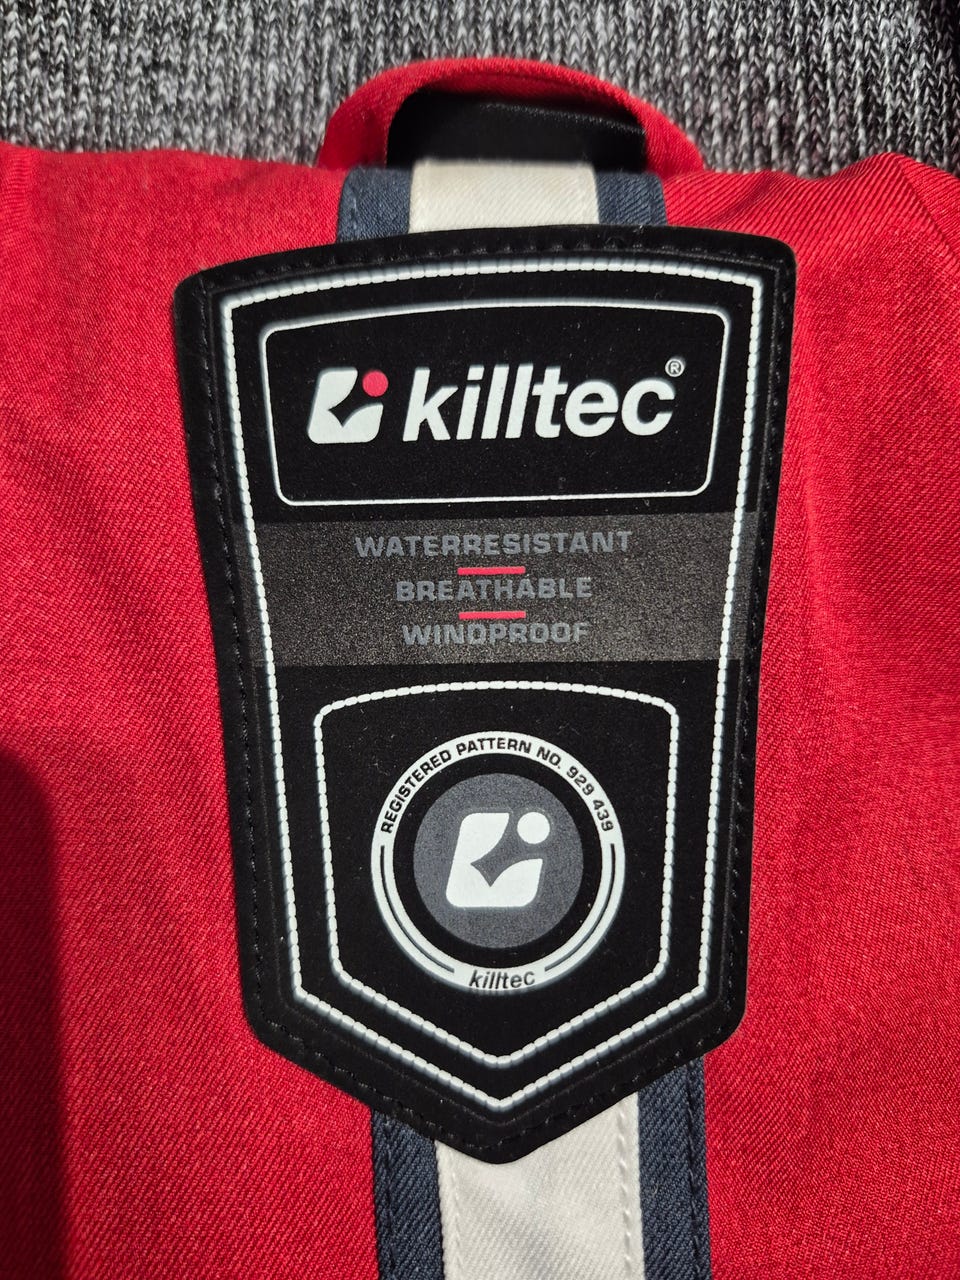 killtec®
WATERRESISTANT
BREATHABLE
WINDPROOF
REGISTERED PATTERN NO. 929 439
killtec